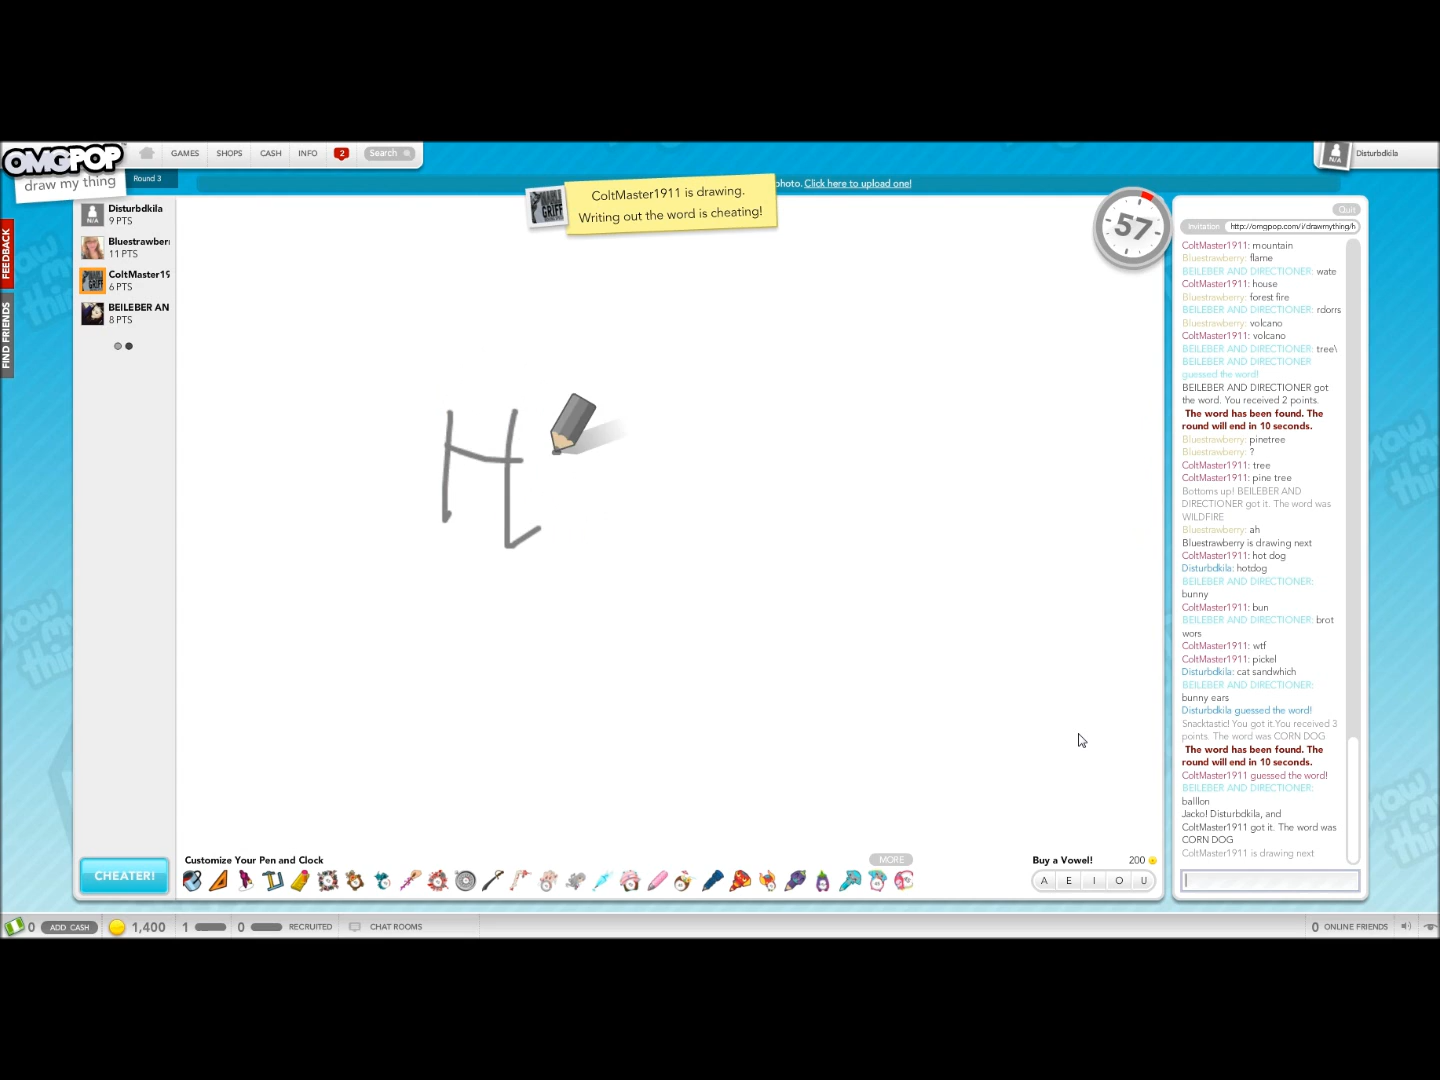 OMGPOP
draw my thing
GAMES
SHOPS
CASH
INFO
2
Search
Disturbdkila
Round 3
photo. Click here to upload one!
ColtMaster1911 is drawing.
Writing out the word is cheating!
57
FEEDBACK
FIND FRIENDS
Disturbdkila
9 PTS
Bluestrawberr
11 PTS
ColtMaster19
6 PTS
BEILEBER AN
8 PTS
H
Quit
Invitation
http://omgpop.com/i/drawmything/h
ColtMaster1911: mountain
Bluestrawberry: flame
BEILEBER AND DIRECTIONER: wate
ColtMaster1911: house
Bluestrawberry: forest fire
BEILEBER AND DIRECTIONER: rdorrs
Bluestrawberry: volcano
ColtMaster1911: volcano
BEILEBER AND DIRECTIONER: tree\
BEILEBER AND DIRECTIONER
guessed the word!
BEILEBER AND DIRECTIONER got
the word. You received 2 points.
The word has been found. The
round will end in 10 seconds.
Bluestrawberry: pinetree
Bluestrawberry: ?
ColtMaster1911: tree
ColtMaster1911: pine tree
Bottoms up! BEILEBER AND
DIRECTIONER got it. The word was
WILDFIRE
Bluestrawberry: ah
Bluestrawberry is drawing next
ColtMaster1911: hot dog
Disturbdkila: hotdog
BEILEBER AND DIRECTIONER:
bunny
ColtMaster1911: bun
BEILEBER AND DIRECTIONER: brot
wors
ColtMaster1911: wtf
ColtMaster1911: pickel
Disturbdkila: cat sandwhich
BEILEBER AND DIRECTIONER:
bunny ears
Disturbdkila guessed the word!
Snacktastic! You got it.You received 3
points. The word was CORN DOG
The word has been found. The
round will end in 10 seconds.
ColtMaster1911 guessed the word!
BEILEBER AND DIRECTIONER:
balllon
Jacko! Disturbdkila, and
ColtMaster1911 got it. The word was
CORN DOG
ColtMaster1911 is drawing next
CHEATER!
Customize Your Pen and Clock
MORE
Buy a Vowel!
200
A E I O U
0
ADD CASH
1,400
1
0
RECRUITED
CHAT ROOMS
0 ONLINE FRIENDS